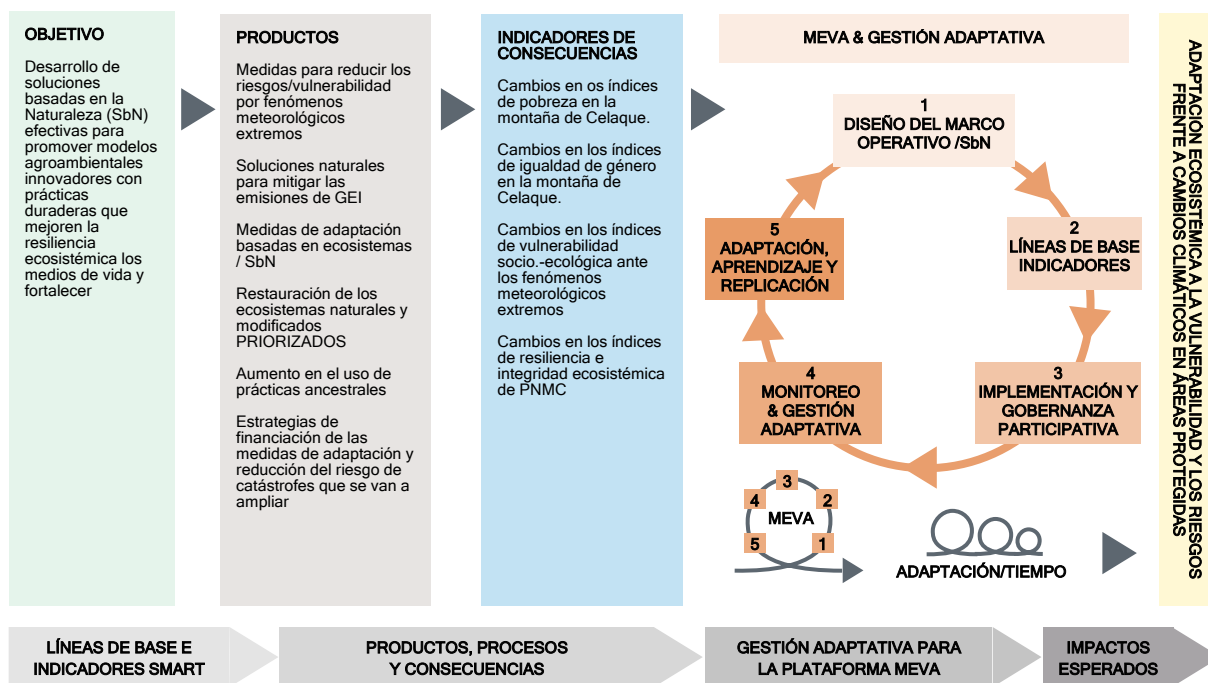 OBJETIVO
Desarrollo de
soluciones
basadas en la
Naturaleza (SbN)
efectivas para
promover modelos
agroambientales
innovadores con
prácticas
duraderas que
mejoren la
resiliencia
ecosistémica los
medios de vida y
fortalecer
PRODUCTOS
Medidas para reducir los
riesgos/vulnerabilidad
por fenómenos
meteorológicos
extremos
Soluciones naturales
para mitigar las
emisiones de GEI
Medidas de adaptación
basadas en ecosistemas
/ SbN
Restauración de los
ecosistemas naturales y
modificados
PRIORIZADOS
Aumento en el uso de
prácticas ancestrales
Estrategias de
financiación de las
medidas de adaptación y
reducción del riesgo de
catástrofes que se van a
ampliar
INDICADORES DE
CONSECUENCIAS
Cambios en os índices
de pobreza en la
montaña de Celaque.
Cambios en los índices
de igualdad de género
en la montaña de
Celaque.
Cambios en los índices
de vulnerabilidad
socio.-ecológica ante
los fenómenos
meteorológicos
extremos
Cambios en los índices
de resiliencia e
integridad ecosistémica
de PNMC
MEVA & GESTIÓN ADAPTATIVA
1
DISEÑO DEL MARCO
OPERATIVO /SbN
2
LÍNEAS DE BASE
INDICADORES
3
IMPLEMENTACIÓN Y
GOBERNANZA
PARTICIPATIVA
4
MONITOREO
& GESTIÓN
ADAPTATIVA
5
ADAPTACIÓN,
APRENDIZAJE Y
REPLICACIÓN
3
4
2
MEVA
5
1
ADAPTACIÓN/TIEMPO
ADAPTACIÓN ECOSISTÉMICA A LA VULNERABILIDAD Y LOS RIESGOS
FRENTE A CAMBIOS CLIMÁTICOS EN ÁREAS PROTEGIDAS
LÍNEAS DE BASE E
INDICADORES SMART
PRODUCTOS, PROCESOS
Y CONSECUENCIAS
GESTIÓN ADAPTATIVA PARA
LA PLATAFORMA MEVA
IMPACTOS
ESPERADOS